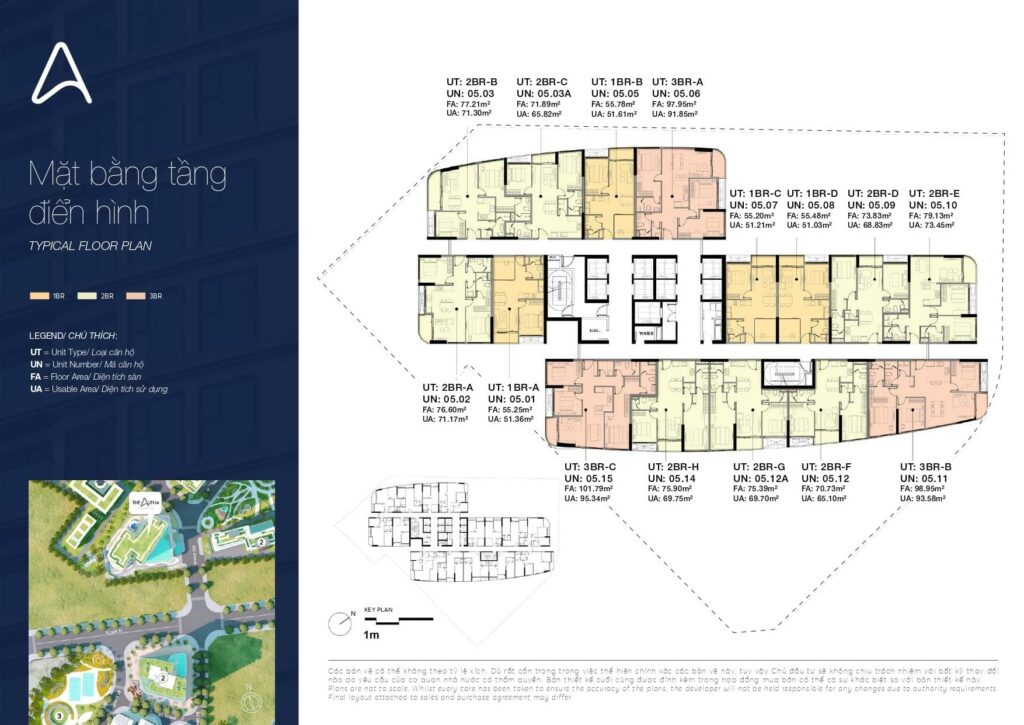 Mặt bằng tầng
điển hình
TYPICAL FLOOR PLAN
1BR
2BR
3BR
LEGEND/ CHÚ THÍCH:
UT = Unit Type/ Loại căn hộ
UN = Unit Number/ Mã căn hộ
FA = Floor Area/ Diện tích sàn
UA = Usable Area/ Diện tích sử dụng
THE ALPHA
2
2
3
N
UT: 2BR-B
UN: 05.03
FA: 77.21m²
UA: 71.30m²
UT: 2BR-C
UN: 05.03A
FA: 71.89m²
UA: 65.82m²
UT: 1BR-B
UN: 05.05
FA: 55.78m²
UA: 51.61m²
UT: 3BR-A
UN: 05.06
FA: 97.95m²
UA: 91.85m²
UT: 1BR-C
UN: 05.07
FA: 55.20m²
UA: 51.21m²
UT: 1BR-D
UN: 05.08
FA: 55.48m²
UA: 51.03m²
UT: 2BR-D
UN: 05.09
FA: 73.83m²
UA: 68.83m²
UT: 2BR-E
UN: 05.10
FA: 79.13m²
UA: 73.45m²
ELEC.
WATER
UT: 2BR-A
UN: 05.02
FA: 76.60m²
UA: 71.17m²
UT: 1BR-A
UN: 05.01
FA: 55.25m²
UA: 51.36m²
UT: 3BR-C
UN: 05.15
FA: 101.79m²
UA: 95.34m²
UT: 2BR-H
UN: 05.14
FA: 75.90m²
UA: 69.75m²
UT: 2BR-G
UN: 05.12A
FA: 75.39m²
UA: 69.70m²
UT: 2BR-F
UN: 05.12
FA: 70.73m²
UA: 65.10m²
UT: 3BR-B
UN: 05.11
FA: 98.95m²
UA: 93.58m²
N
KEY PLAN
1m
Các bản vẽ có thể không theo tỷ lệ xích. Dù rất cẩn trọng trong việc thể hiện chính xác các bản vẽ này, tuy vậy Chủ đầu tư sẽ không chịu trách nhiệm với bất kỳ thay đổi
nào do yêu cầu của cơ quan nhà nước có thẩm quyền. Bản thiết kế cuối cùng được đính kèm trong hợp đồng mua bán có thể có sự khác biệt so với bản thiết kế này.
Plans are not to scale. Whilst every care has been taken to ensure the accuracy of the plans, the developer will not be held responsible for any changes due to authority requirements.
Final layout attached to sales and purchase agreement may differ.